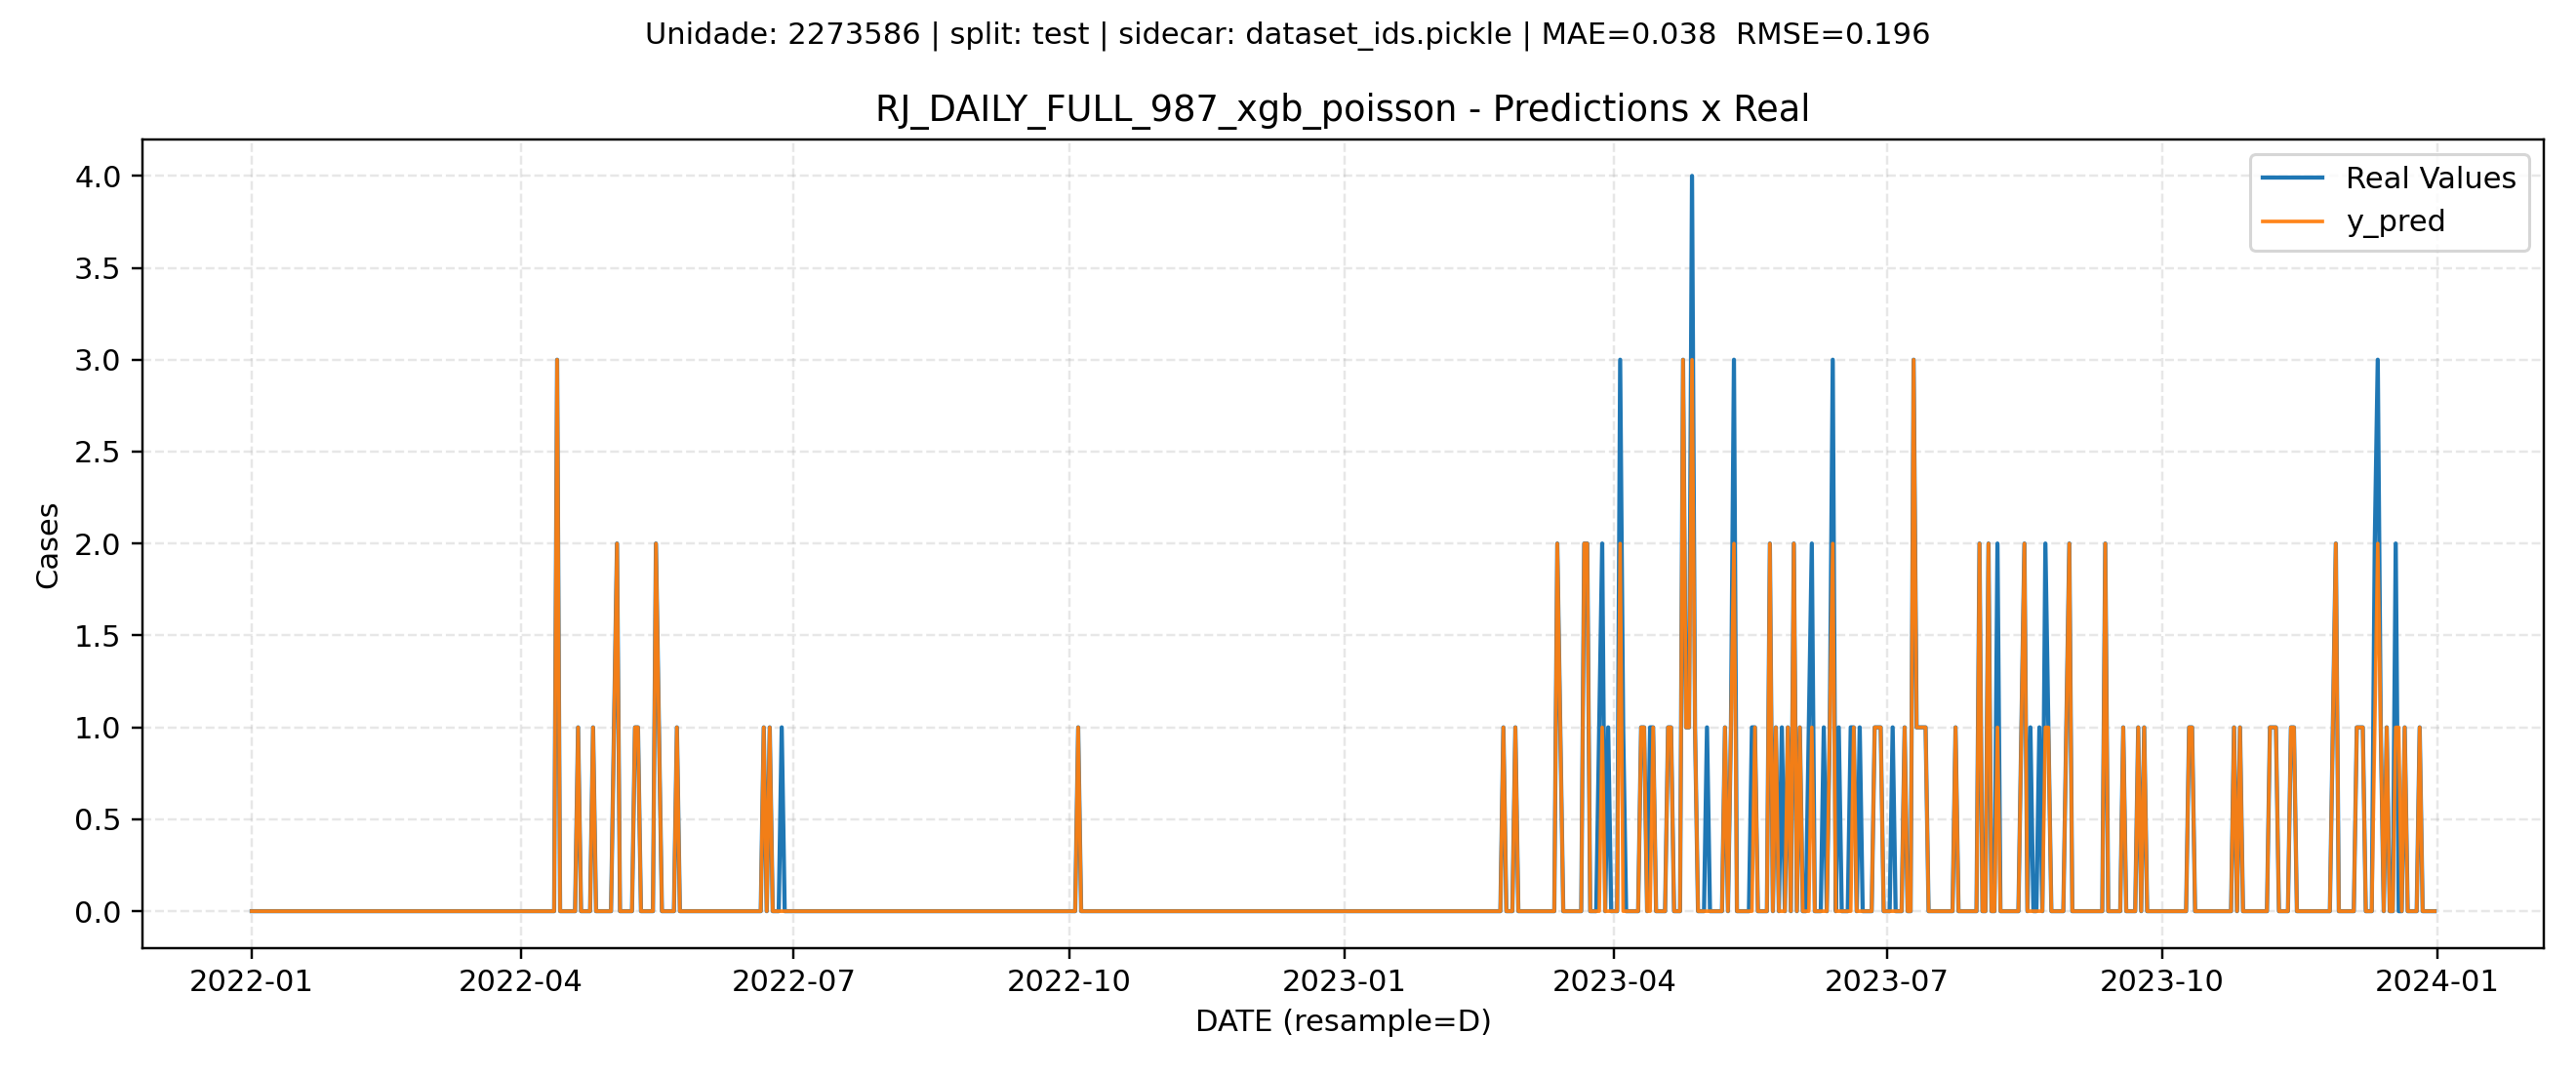 Unidade: 2273586 | split: test | sidecar: dataset_ids.pickle | MAE=0.038  RMSE=0.196
RJ_DAILY_FULL_987_xgb_poisson - Predictions x Real
Real Values
y_pred
4.0
3.5
3.0
2.5
2.0
1.5
1.0
0.5
0.0
Cases
2022-01 2022-04 2022-07 2022-10 2023-01 2023-04 2023-07 2023-10 2024-01
DATE (resample=D)